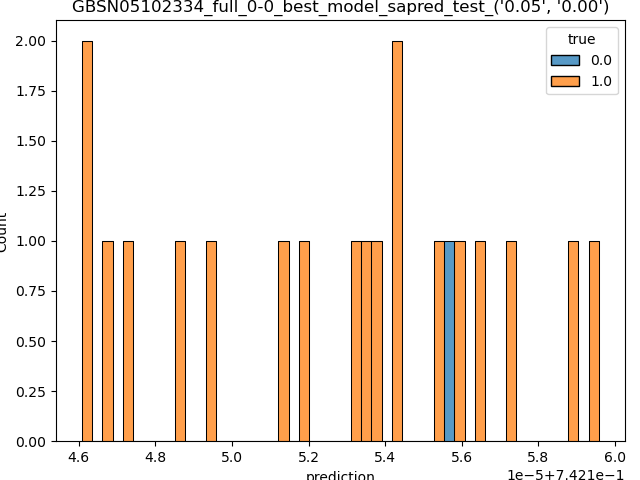 GBSN05102334_full_0-0_best_model_sapred_test_('0.05', '0.00')
true
0.0
1.0
2.00
1.75
1.50
1.25
1.00
0.75
0.50
0.25
0.00
Count
4.6 4.8 5.0 5.2 5.4 5.6 5.8 6.0
prediction
1e−5+7.421e−1